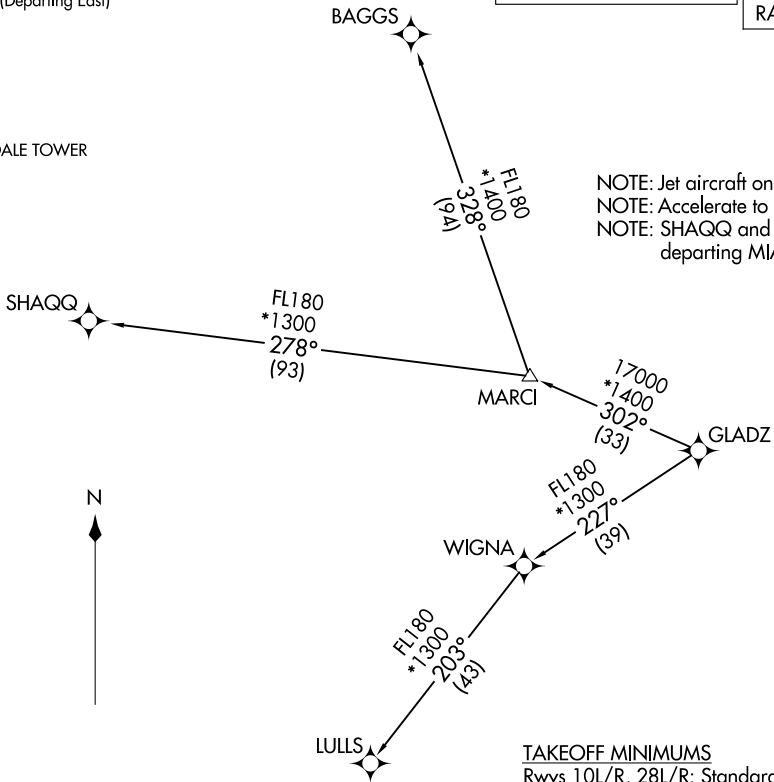 (Departing East)
BAGGS
RA
ALE TOWER
FL180
*1400
328°
(94)
NOTE: Jet aircraft on
NOTE: Accelerate to
NOTE: SHAQQ and
departing MIA
SHAQQ
FL180
*1300
278°
(93)
MARCI
17000
*1400
302°
(33)
GLADZ
N
FL180
*1300
227°
(39)
WIGNA
FL180
*1300
203°
(43)
LULLS
TAKEOFF MINIMUMS
Rwys 10L/R, 28L/R: Standard